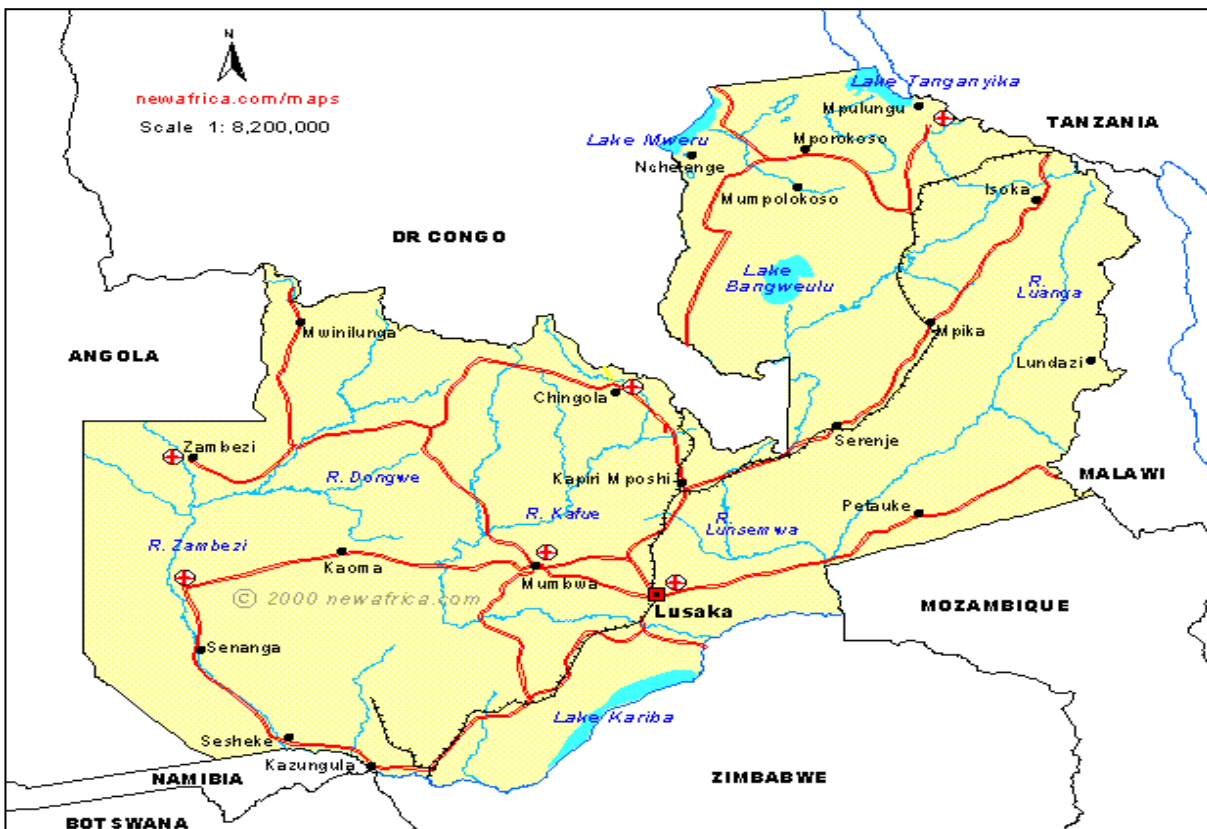 N
newafrica.com/maps
Scale 1: 8,200,000
Lake Tanganyika
Mpulungu
TANZANIA
Lake Mweru
Mporokoso
Nchelenge
Isoka
Mumpolokoso
DR CONGO
Lake
Bangweulu
R.
Luanga
Mwinilunga
Mpika
ANGOLA
Lundazi
Chingola
Serenje
Zambezi
R. Dongwe
Kapiri Mposhi
MALAWI
Petauke
R. Kafue
R.
Lunsemwa
R. Zambezi
Kaoma
Mumbwa
© 2000 newafrica.com
Lusaka
MOZAMBIQUE
Senanga
Lake Kariba
Sesheke
Kazungula
NAMIBIA
ZIMBABWE
BOTSWANA